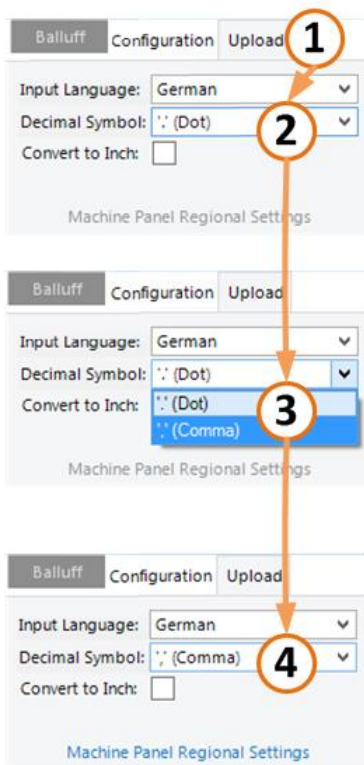 Balluff Configuration Upload 1
Input Language: German
Decimal Symbol: '.' (Dot) 2
Convert to Inch:
Machine Panel Regional Settings
Balluff Configuration Upload
Input Language: German
Decimal Symbol: '.' (Dot)
Convert to Inch: '.' (Dot)
',' (Comma) 3
Machine Panel Regional Settings
Balluff Configuration Upload
Input Language: German
Decimal Symbol: ',' (Comma) 4
Convert to Inch:
Machine Panel Regional Settings